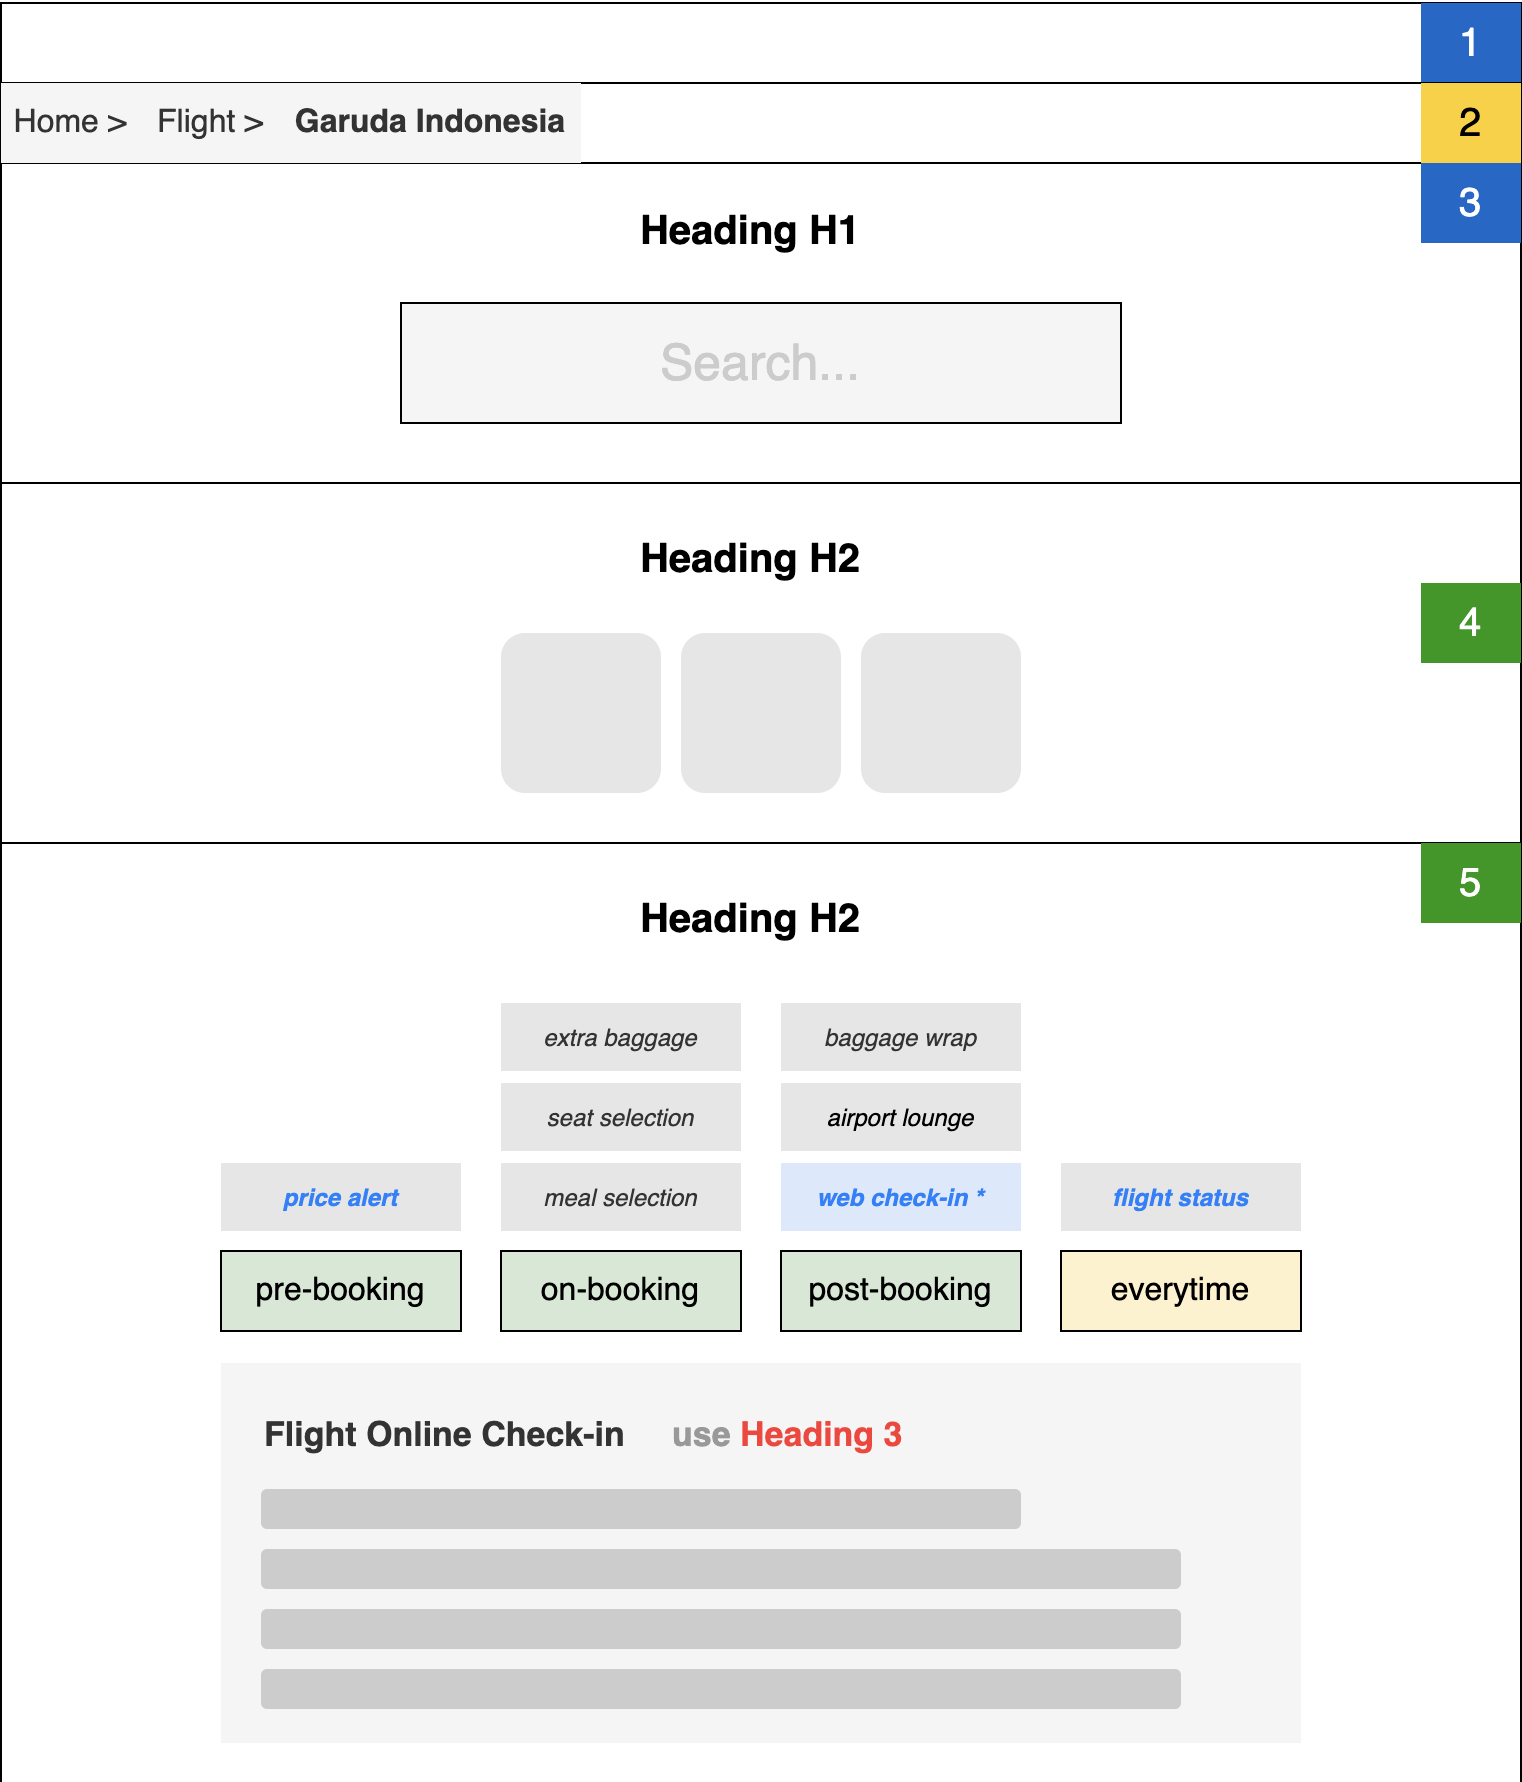 1
Home > Flight > Garuda Indonesia
2
3
Heading H1
Search...
Heading H2
4
5
Heading H2
extra baggage baggage wrap
seat selection airport lounge
price alert meal selection web check-in * flight status
pre-booking on-booking post-booking everytime
Flight Online Check-in use Heading 3